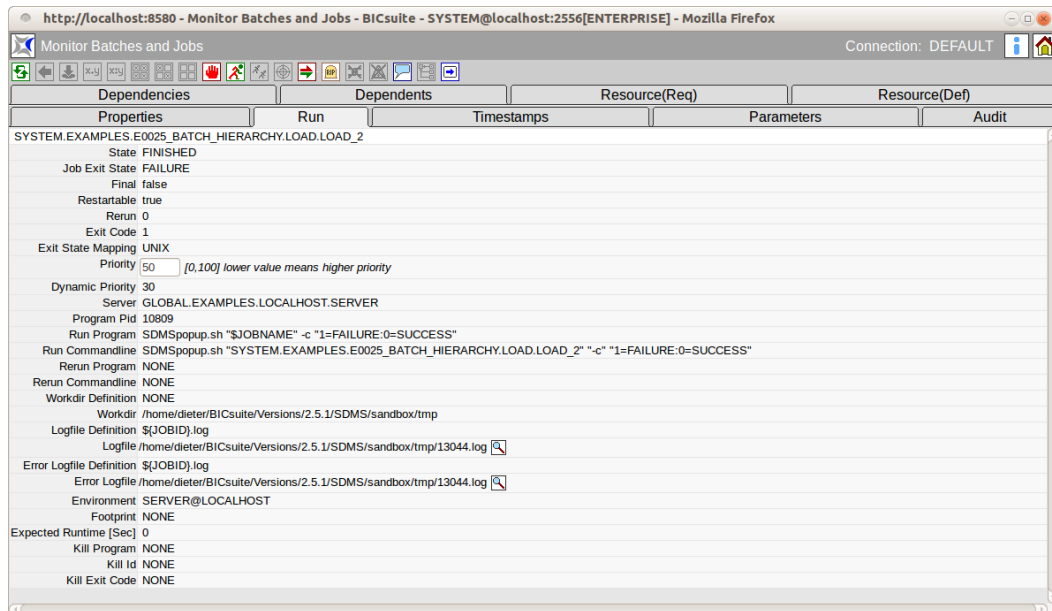 http://localhost:8580 - Monitor Batches and Jobs - BICsuite - SYSTEM@localhost:2556[ENTERPRISE] - Mozilla Firefox
Monitor Batches and Jobs Connection: DEFAULT
x.y x:y RIP
Dependencies Dependents Resource(Req) Resource(Def)
Properties Run Timestamps Parameters Audit
SYSTEM.EXAMPLES.E0025_BATCH_HIERARCHY.LOAD.LOAD_2
State FINISHED
Job Exit State FAILURE
Final false
Restartable true
Rerun 0
Exit Code 1
Exit State Mapping UNIX
Priority 50 [0,100] lower value means higher priority
Dynamic Priority 30
Server GLOBAL.EXAMPLES.LOCALHOST.SERVER
Program Pid 10809
Run Program SDMSpopup.sh "$JOBNAME" -c "1=FAILURE:0=SUCCESS"
Run Commandline SDMSpopup.sh "SYSTEM.EXAMPLES.E0025_BATCH_HIERARCHY.LOAD.LOAD_2" "-c" "1=FAILURE:0=SUCCESS"
Rerun Program NONE
Rerun Commandline NONE
Workdir Definition NONE
Workdir /home/dieter/BICsuite/Versions/2.5.1/SDMS/sandbox/tmp
Logfile Definition ${JOBID}.log
Logfile /home/dieter/BICsuite/Versions/2.5.1/SDMS/sandbox/tmp/13044.log
Error Logfile Definition ${JOBID}.log
Error Logfile /home/dieter/BICsuite/Versions/2.5.1/SDMS/sandbox/tmp/13044.log
Environment SERVER@LOCALHOST
Footprint NONE
Expected Runtime [Sec] 0
Kill Program NONE
Kill Id NONE
Kill Exit Code NONE